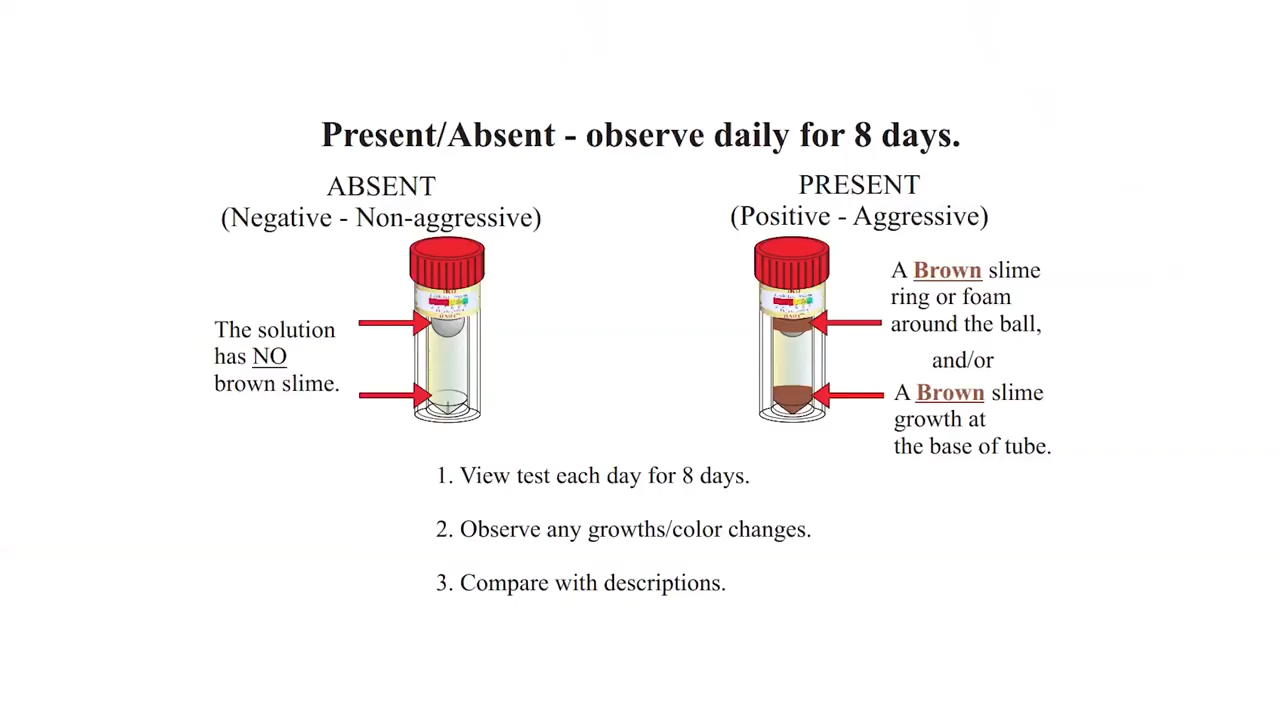 Present/Absent - observe daily for 8 days.
ABSENT
(Negative - Non-aggressive)
PRESENT
(Positive - Aggressive)
The solution
has NO
brown slime.
A Brown slime
ring or foam
around the ball,
and/or
A Brown slime
growth at
the base of tube.
1. View test each day for 8 days.
2. Observe any growths/color changes.
3. Compare with descriptions.